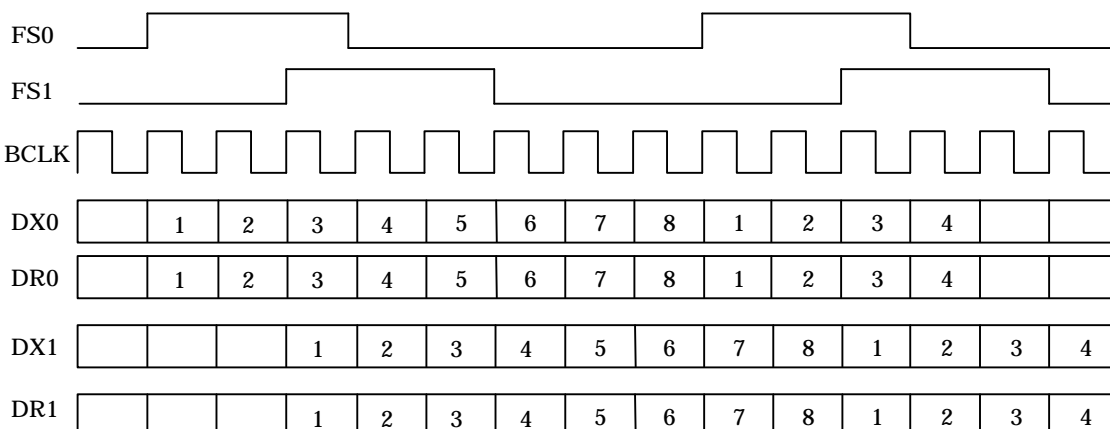 FS0
FS1
BCLK
DX0 1 2 3 4 5 6 7 8 1 2 3 4
DR0 1 2 3 4 5 6 7 8 1 2 3 4
DX1 1 2 3 4 5 6 7 8 1 2 3 4
DR1 1 2 3 4 5 6 7 8 1 2 3 4